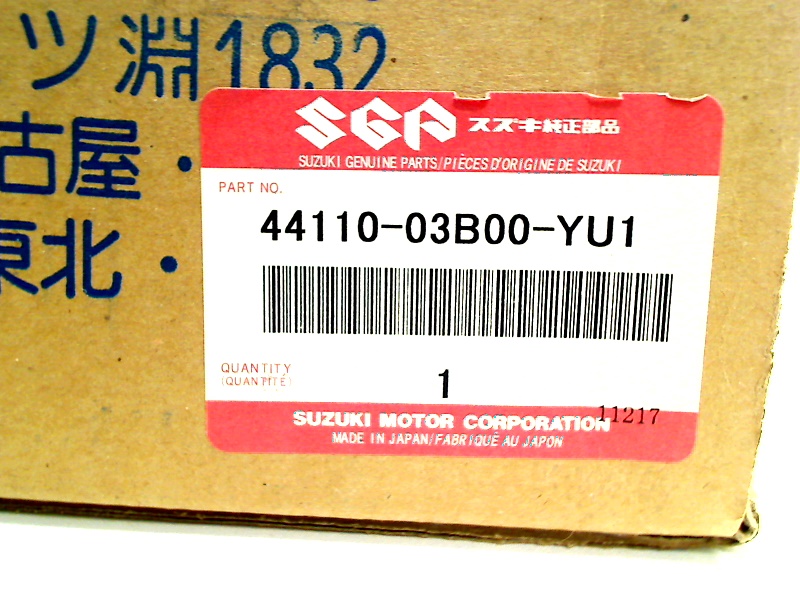 ツ淵1832
古屋・
東北・
SGP スズキ純正部品
SUZUKI GENUINE PARTS/PIÈCES D'ORIGINE DE SUZUKI
PART NO.
44110-03B00-YU1
QUANTITY
(QUANTITÉ)
1
11217
SUZUKI MOTOR CORPORATION
MADE IN JAPAN/FABRIQUÉ AU JAPON